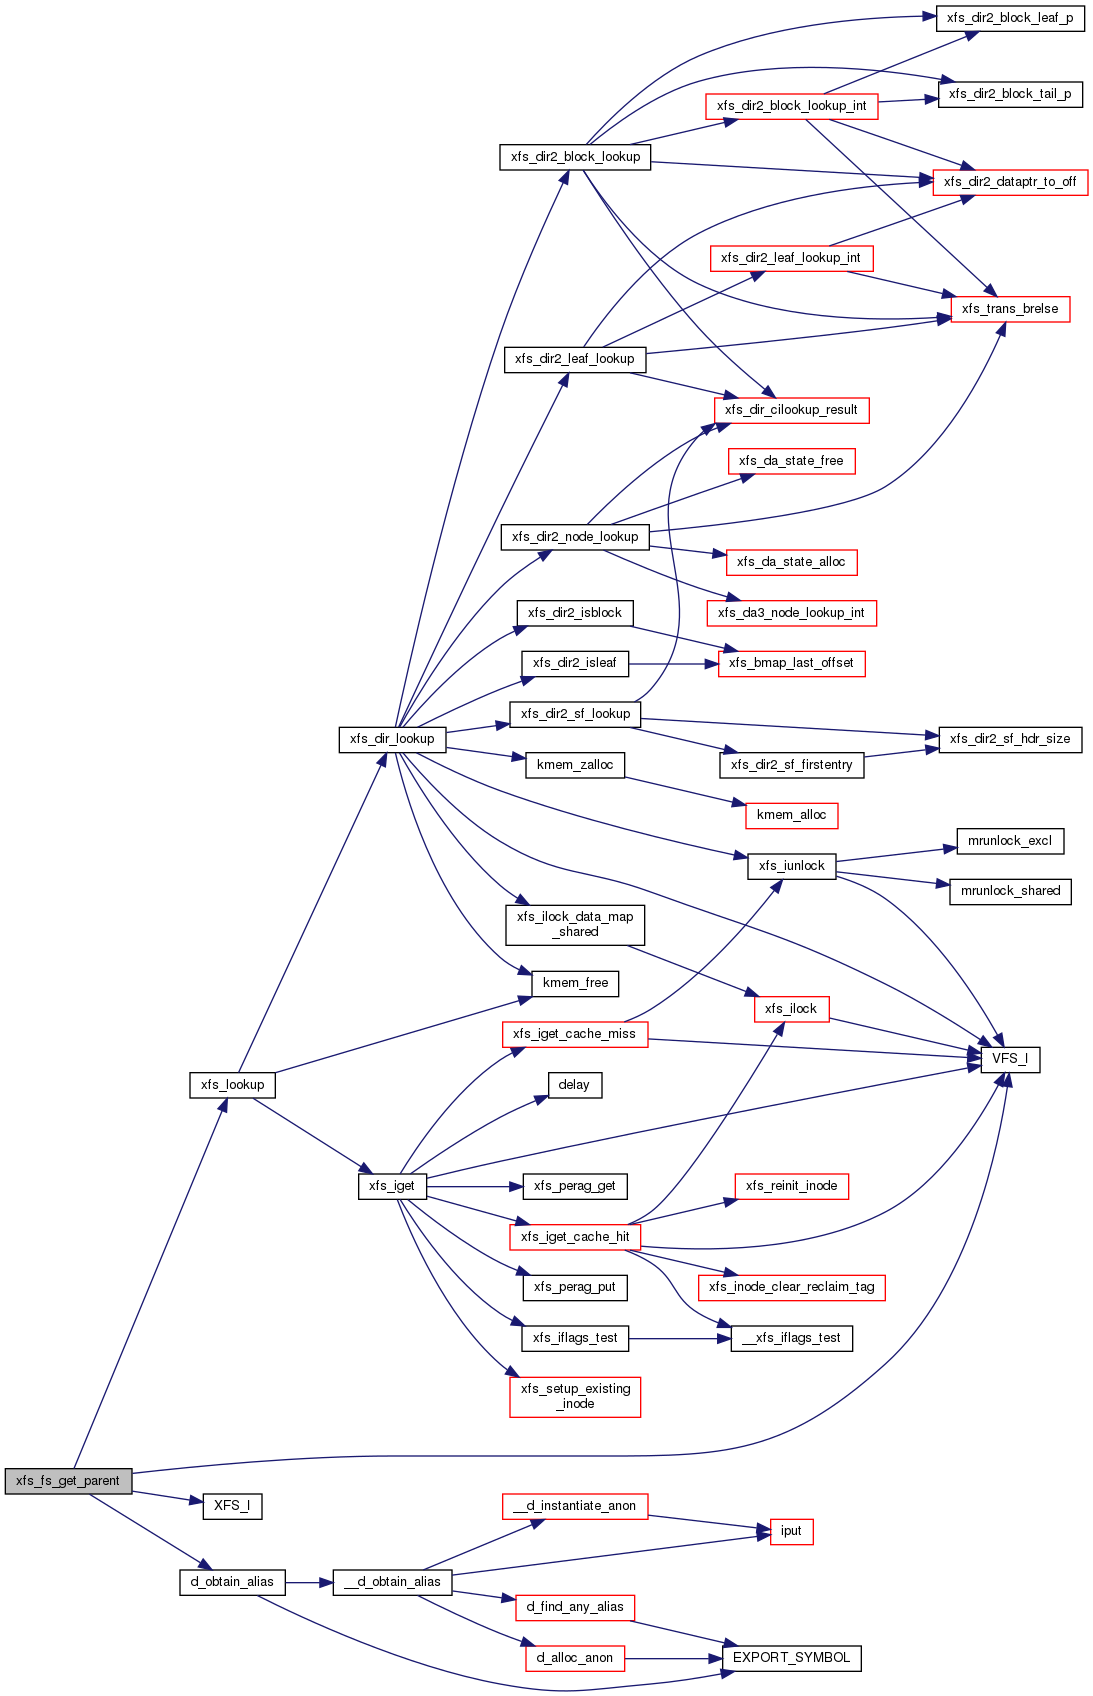 xfs_dir2_block_leaf_p
xfs_dir2_block_tail_p
xfs_dir2_block_lookup_int
xfs_dir2_block_lookup
xfs_dir2_dataptr_to_off
xfs_dir2_leaf_lookup_int
xfs_trans_brelse
xfs_dir2_leaf_lookup
xfs_dir_cilookup_result
xfs_da_state_free
xfs_dir2_node_lookup
xfs_da_state_alloc
xfs_da3_node_lookup_int
xfs_dir2_isblock
xfs_dir2_isleaf
xfs_bmap_last_offset
xfs_dir2_sf_lookup
xfs_dir_lookup
xfs_dir2_sf_hdr_size
kmem_zalloc
xfs_dir2_sf_firstentry
kmem_alloc
mrunlock_excl
xfs_iunlock
mrunlock_shared
xfs_ilock_data_map
_shared
kmem_free
xfs_ilock
xfs_iget_cache_miss
VFS_I
xfs_lookup
delay
xfs_iget
xfs_perag_get
xfs_reinit_inode
xfs_iget_cache_hit
xfs_perag_put
xfs_inode_clear_reclaim_tag
xfs_iflags_test
__xfs_iflags_test
xfs_setup_existing
_inode
xfs_fs_get_parent
XFS_I
__d_instantiate_anon
iput
d_obtain_alias
__d_obtain_alias
d_find_any_alias
d_alloc_anon
EXPORT_SYMBOL